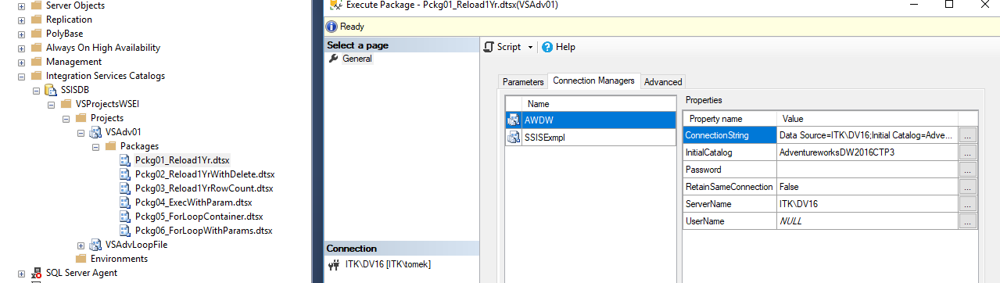 Server Objects
Replication
PolyBase
Always On High Availability
Management
Integration Services Catalogs
SSISDB
VSProjectsWSEI
Projects
VSAdv01
Packages
Pckg01_Reload1Yr.dtsx
Pckg02_Reload1YrWithDelete.dtsx
Pckg03_Reload1YrRowCount.dtsx
Pckg04_ExecWithParam.dtsx
Pckg05_ForLoopContainer.dtsx
Pckg06_ForLoopWithParams.dtsx
VSAdvLoopFile
Environments
SQL Server Agent
Execute Package - Pckg01_Reload1Yr.dtsx(VSAdv01)
Ready
Select a page
General
Connection
ITK\DV16 [ITK\tomek]
Script Help
Parameters Connection Managers Advanced
Name
AWDW
SSISExmpl
Properties
Property name Value
ConnectionString Data Source=ITK\DV16;Initial Catalog=Adve... ...
InitialCatalog AdventureworksDW2016CTP3 ...
Password ...
RetainSameConnection False ...
ServerName ITK\DV16 ...
UserName NULL ...